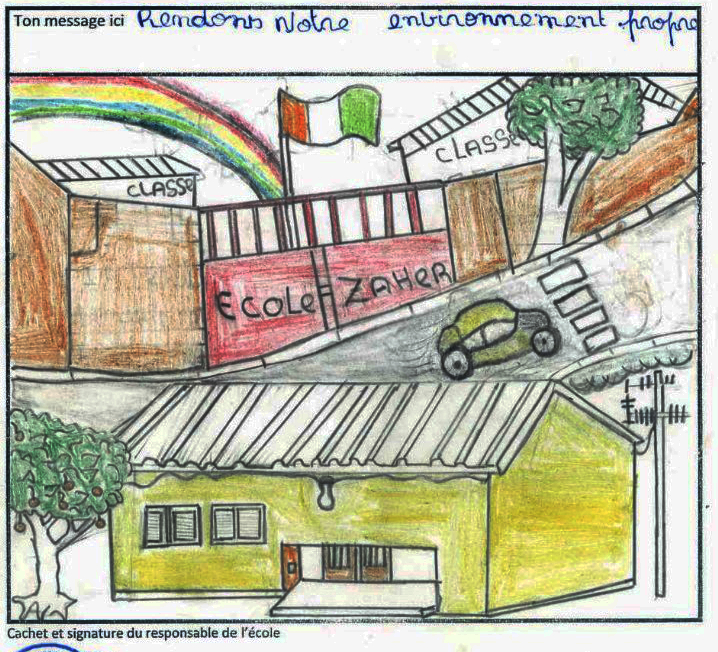 Ton message ici Rendons Notre environnement propre
CLASSE
CLASSE
ECOLE ZAHER
Cachet et signature du responsable de l'école